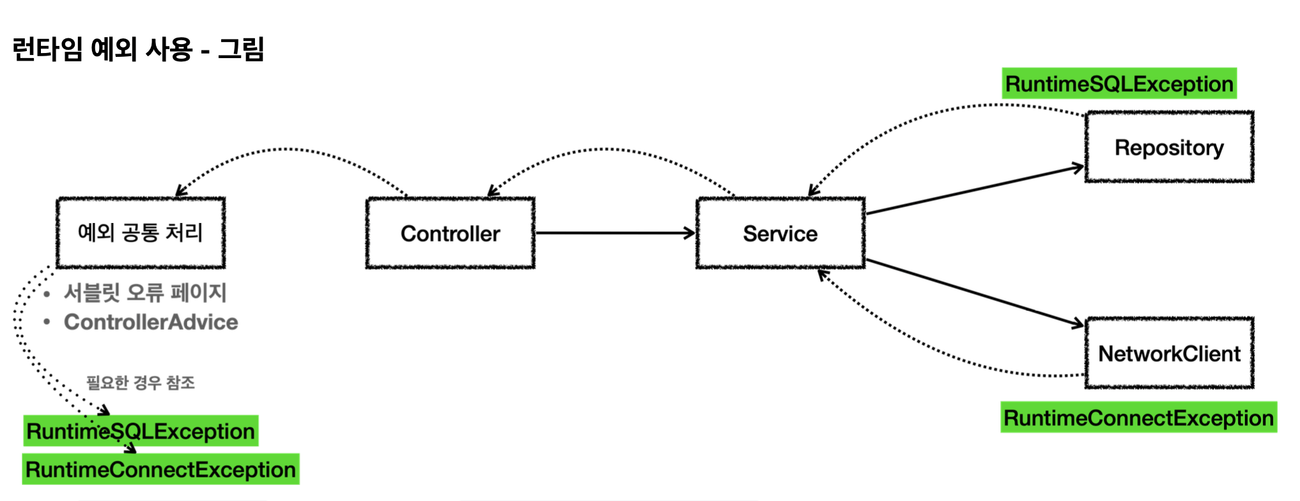 런타임 예외 사용 - 그림
RuntimeSQLException
Repository
예외 공통 처리
Controller
Service
• 서블릿 오류 페이지
• ControllerAdvice
NetworkClient
필요한 경우 참조
RuntimeConnectException
RuntimeSQLException
RuntimeConnectException